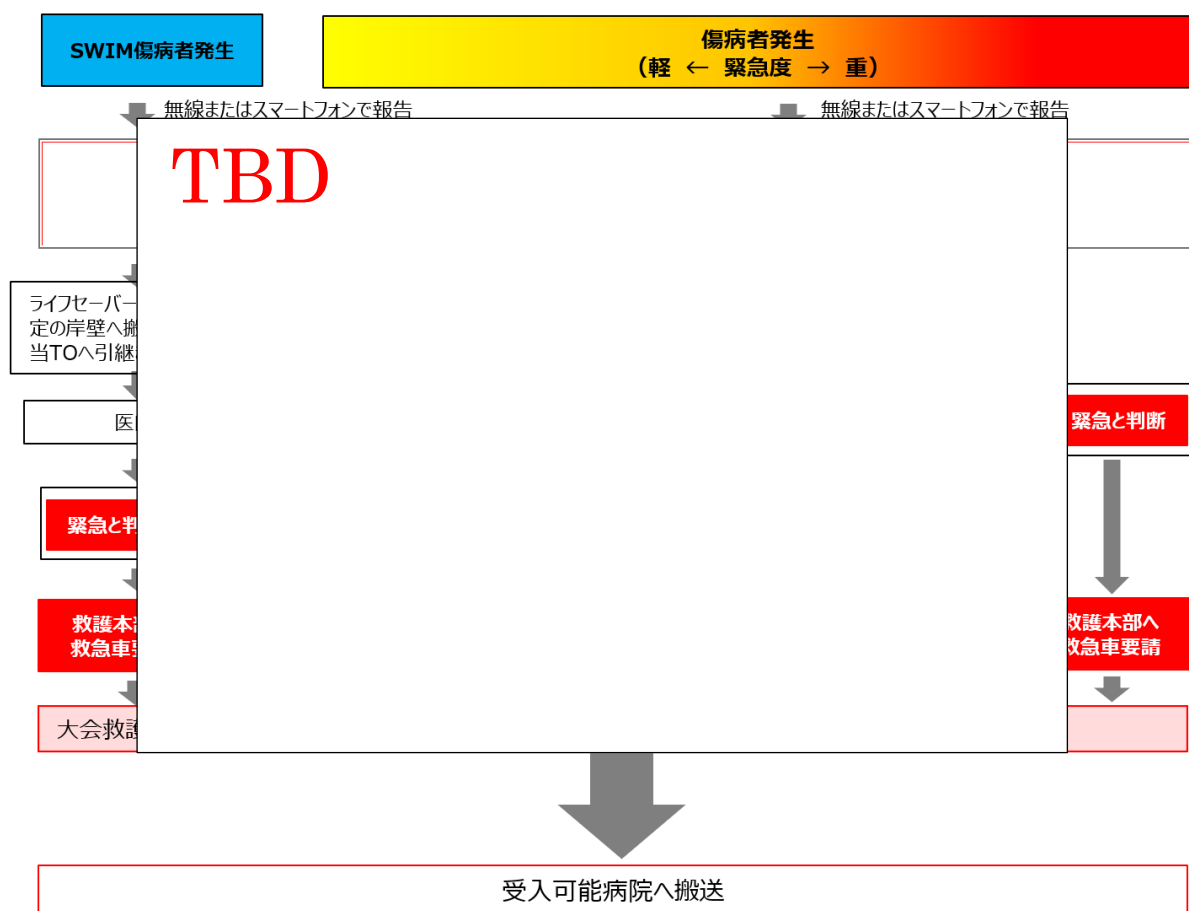 SWIM傷病者発生
傷病者発生
(軽 ← 緊急度 → 重)
無線またはスマートフォンで報告
無線またはスマートフォンで報告
TBD
ライフセーバー
定の岸壁へ搬
当TOへ引継
医
緊急と判断
緊急と判
救護本
救急車
救護本部へ
救急車要請
大会救護
受入可能病院へ搬送